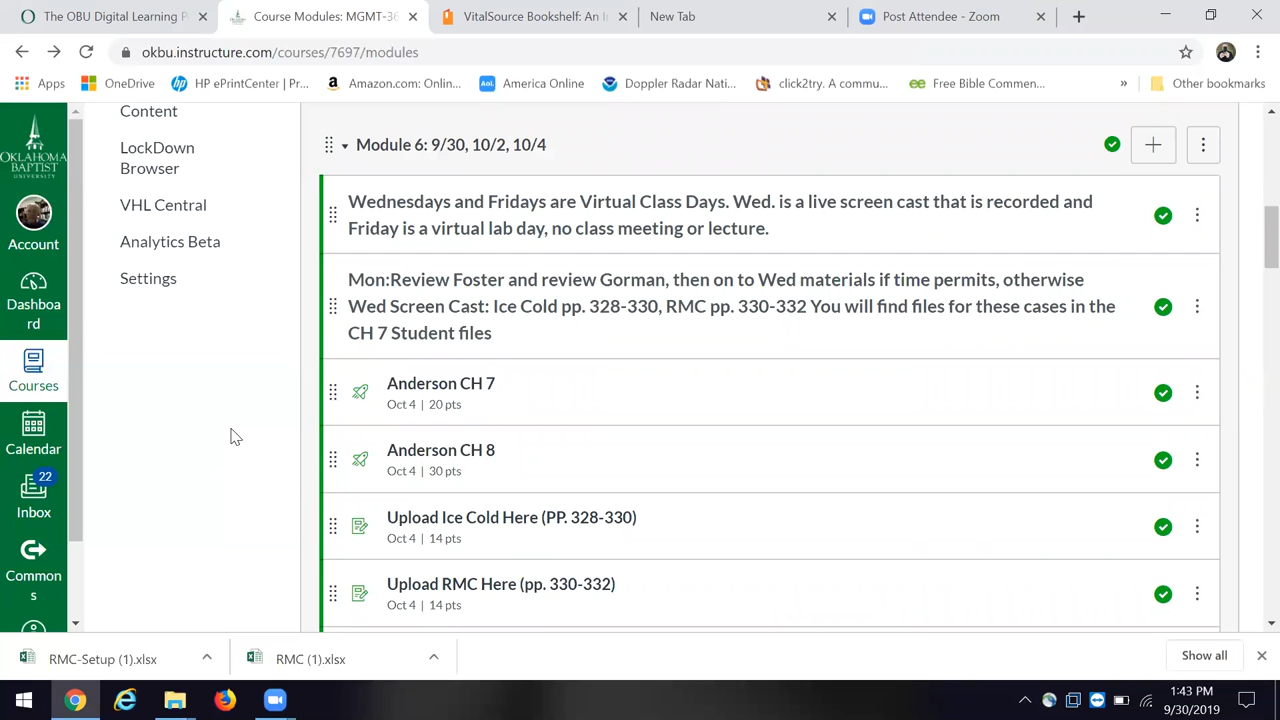 The OBU Digital Learning P
Course Modules: MGMT-36
VitalSource Bookshelf: An In
New Tab
Post Attendee - Zoom
okbu.instructure.com/courses/7697/modules
Apps
OneDrive
HP ePrintCenter | Pr...
Amazon.com: Onlin...
Aol.
America Online
Doppler Radar Nati...
click2try. A commu...
Free Bible Commen...
»
Other bookmarks
OKLAHOMA
BAPTIST
UNIVERSITY
Account
Dashboa
rd
Courses
Calendar
22
Inbox
Common
s
Content
LockDown
Browser
VHL Central
Analytics Beta
Settings
Module 6: 9/30, 10/2, 10/4
Wednesdays and Fridays are Virtual Class Days. Wed. is a live screen cast that is recorded and
Friday is a virtual lab day, no class meeting or lecture.
Mon:Review Foster and review Gorman, then on to Wed materials if time permits, otherwise
Wed Screen Cast: Ice Cold pp. 328-330, RMC pp. 330-332 You will find files for these cases in the
CH 7 Student files
Anderson CH 7
Oct 4 | 20 pts
Anderson CH 8
Oct 4 | 30 pts
Upload Ice Cold Here (PP. 328-330)
Oct 4 | 14 pts
Upload RMC Here (pp. 330-332)
Oct 4 | 14 pts
RMC-Setup (1).xlsx
RMC (1).xlsx
Show all
1:43 PM
9/30/2019